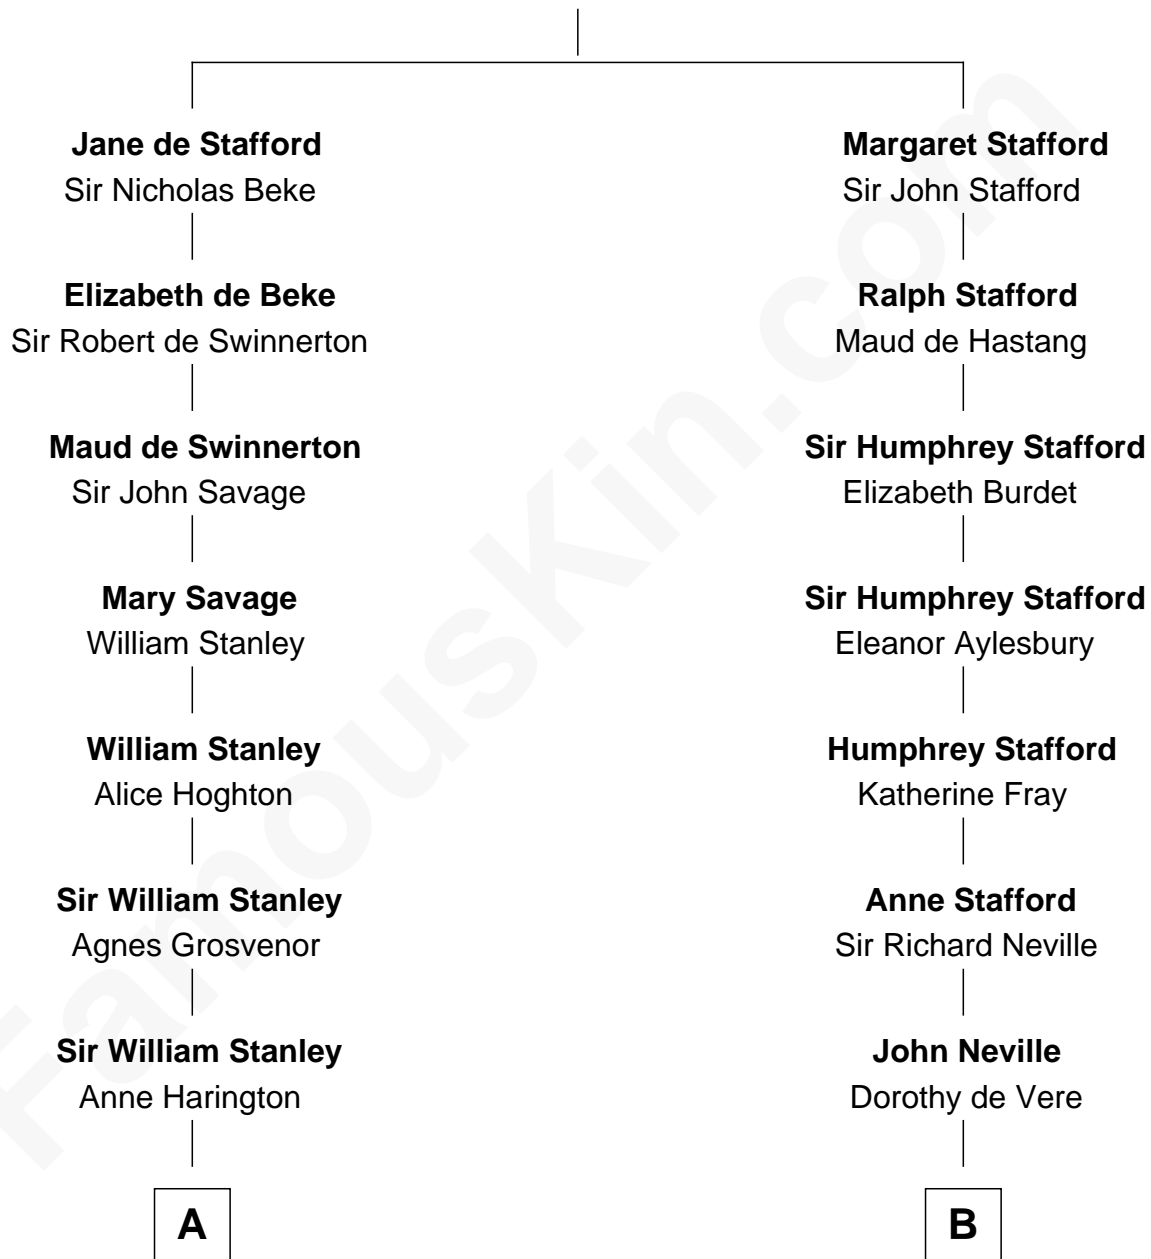 Jane de Stafford
Sir Nicholas Beke
Margaret Stafford
Sir John Stafford
Elizabeth de Beke
Sir Robert de Swinnerton
Ralph Stafford
Maud de Hastang
Maud de Swinnerton
Sir John Savage
Sir Humphrey Stafford
Elizabeth Burdet
Mary Savage
William Stanley
Sir Humphrey Stafford
Eleanor Aylesbury
William Stanley
Alice Hoghton
Humphrey Stafford
Katherine Fray
Sir William Stanley
Agnes Grosvenor
Anne Stafford
Sir Richard Neville
Sir William Stanley
Anne Harington
John Neville
Dorothy de Vere
A
B
FamousKin.com